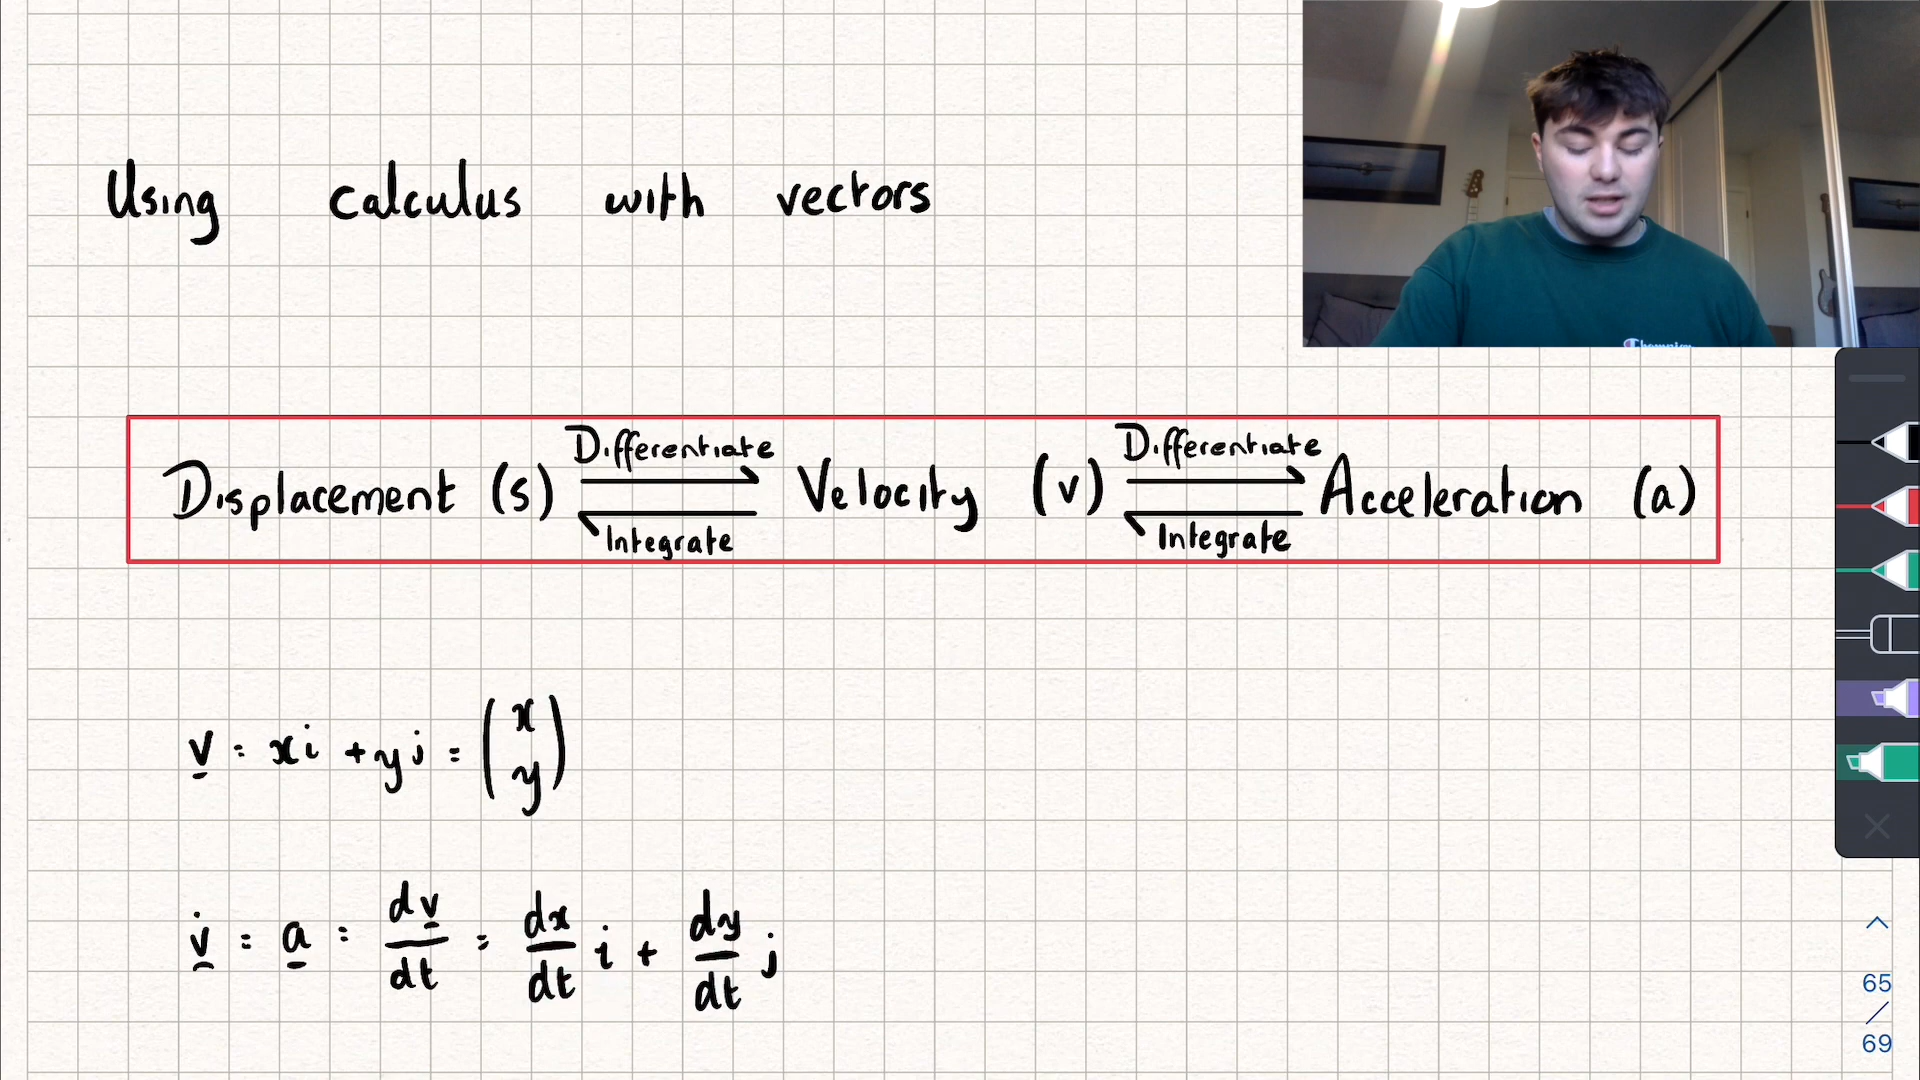 Using calculus with vectors
Champion
Differentiate Differentiate
Displacement (s) Velocity (v) Acceleration (a)
Integrate Integrate
v = xi + yj = (x
y)
v̇ = a = dv/dt = dx/dt i + dy/dt j
65
/
69